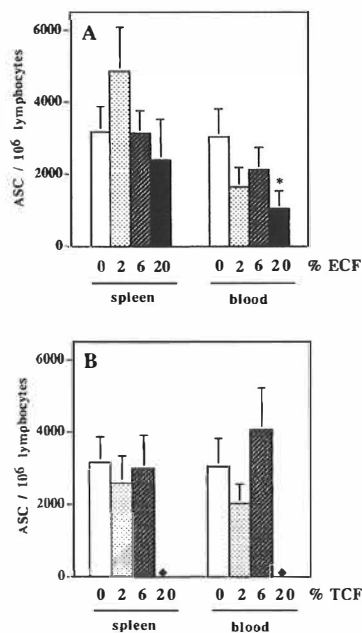 A
6000
4000
2000
0
ASC / 10⁶ lymphocytes
*
0 2 6 20 0 2 6 20 % ECF
spleen blood
B
6000
4000
2000
0
ASC / 10⁶ lymphocytes
0 2 6 20 0 2 6 20 % TCF
spleen blood